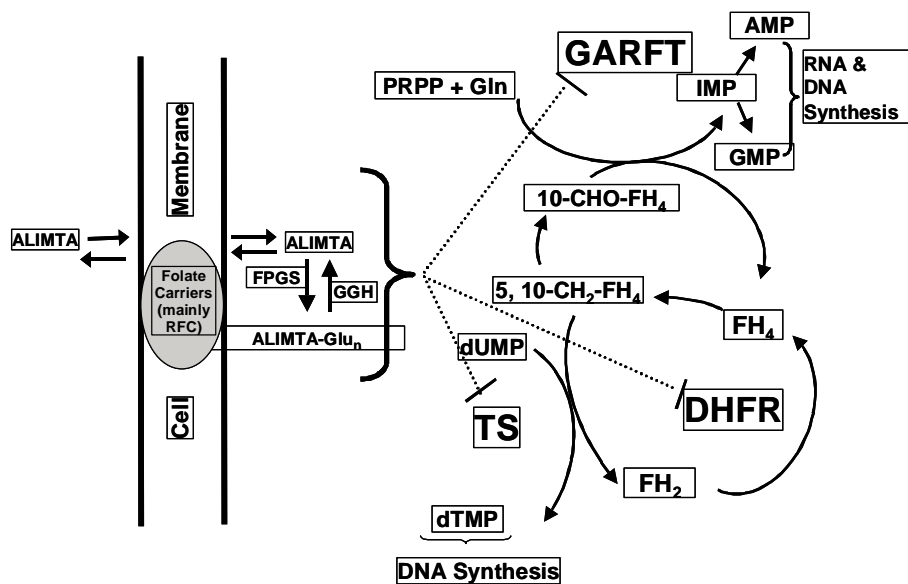 AMP
GARFT
RNA &
DNA
Synthesis
PRPP + Gln
IMP
GMP
Membrane
10-CHO-FH₄
ALIMTA
ALIMTA
FPGS
GGH
Folate
Carriers
(mainly
RFC)
5, 10-CH₂-FH₄
FH₄
ALIMTA-Gluₙ
dUMP
Cell
TS
DHFR
FH₂
dTMP
DNA Synthesis